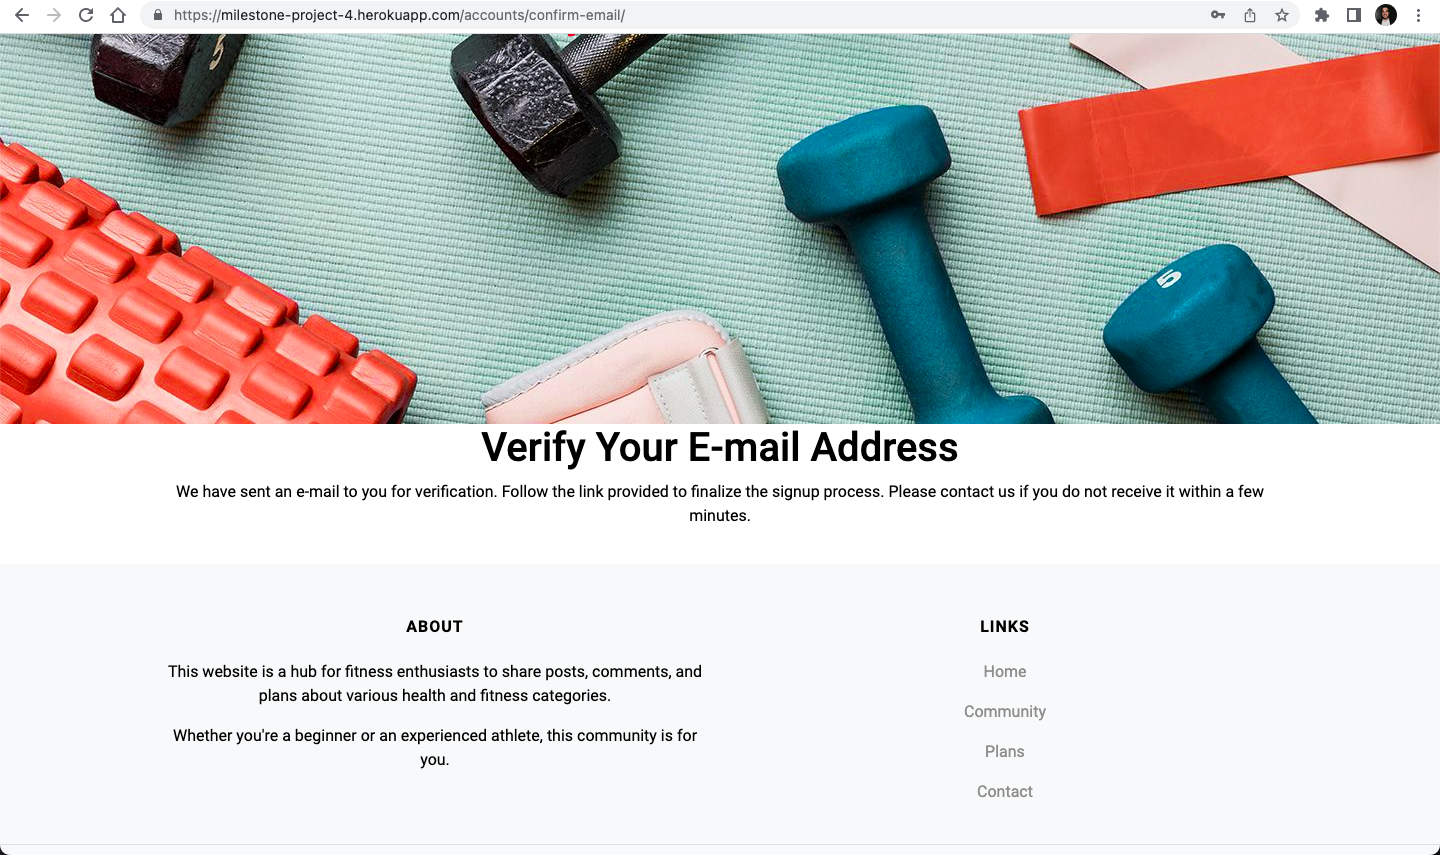 https://milestone-project-4.herokuapp.com/accounts/confirm-email/
5
Verify Your E-mail Address
We have sent an e-mail to you for verification. Follow the link provided to finalize the signup process. Please contact us if you do not receive it within a few
minutes.
ABOUT
This website is a hub for fitness enthusiasts to share posts, comments, and
plans about various health and fitness categories.
Whether you're a beginner or an experienced athlete, this community is for
you.
LINKS
Home
Community
Plans
Contact